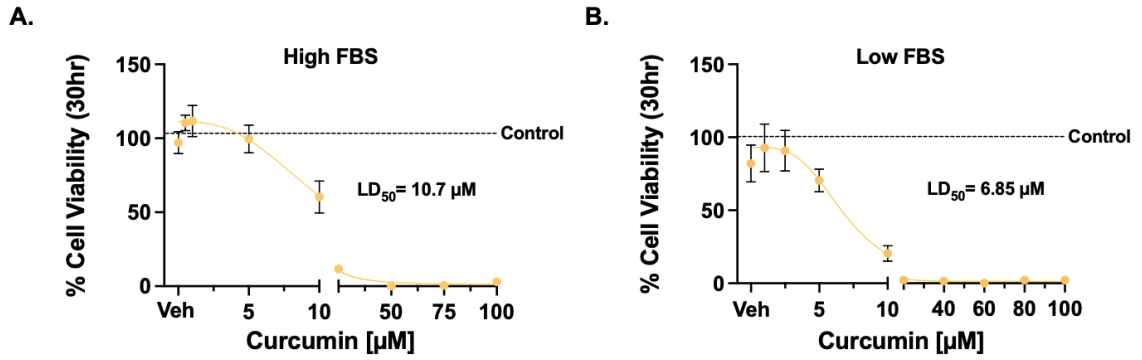 A.
High FBS
% Cell Viability (30hr)
150
100
50
0
Control
LD50= 10.7 µM
Veh 5 10 50 75 100
Curcumin [µM]
B.
Low FBS
% Cell Viability (30hr)
150
100
50
0
Control
LD50= 6.85 µM
Veh 5 10 40 60 80 100
Curcumin [µM]